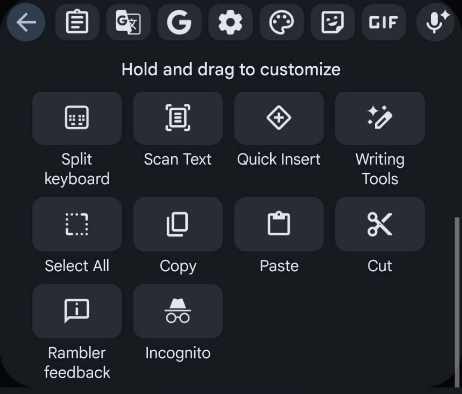 GIF
Hold and drag to customize
Split
keyboard
Scan Text
Quick Insert
Writing
Tools
Select All
Copy
Paste
Cut
Rambler
feedback
Incognito